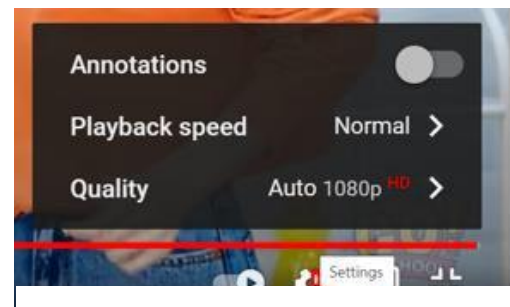 Annotations
Playback speed Normal
Quality Auto 1080p HD
Settings